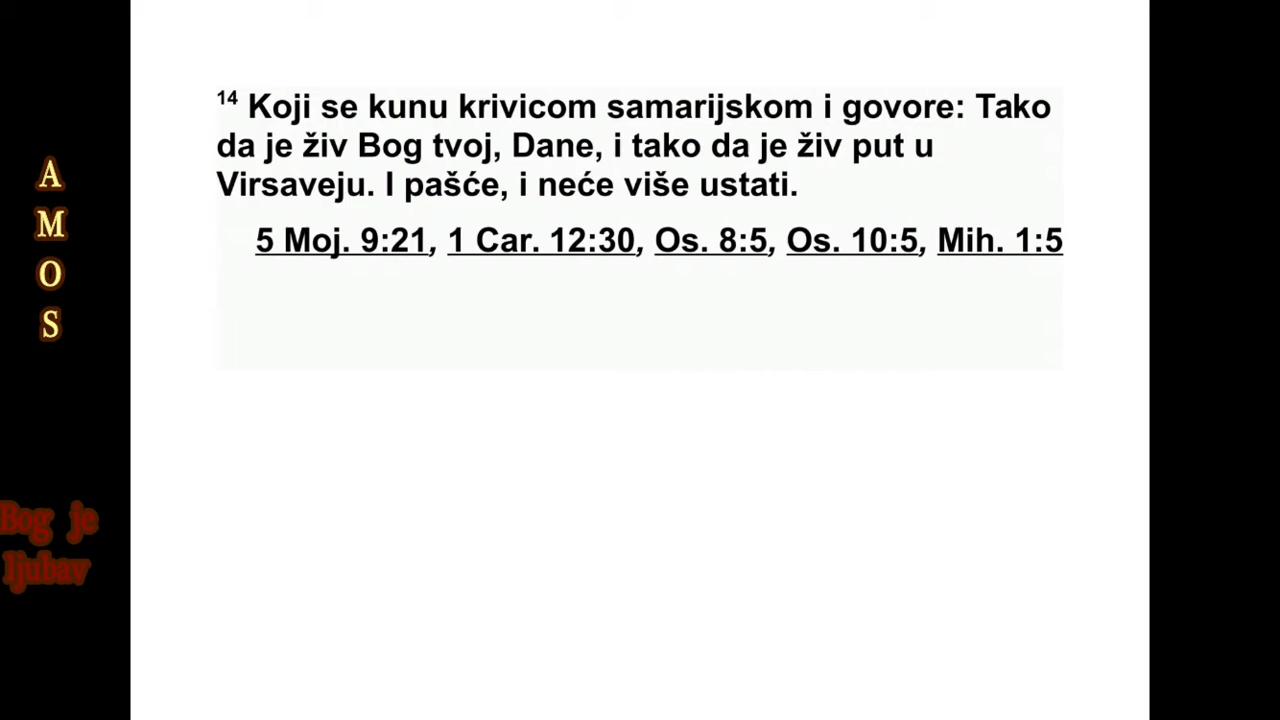 A
M
O
S
Bog je
ljubav
14 Koji se kunu krivicom samarijskom i govore: Tako
da je živ Bog tvoj, Dane, i tako da je živ put u
Virsaveju. I pašće, i neće više ustati.
5 Moj. 9:21, 1 Car. 12:30, Os. 8:5, Os. 10:5, Mih. 1:5